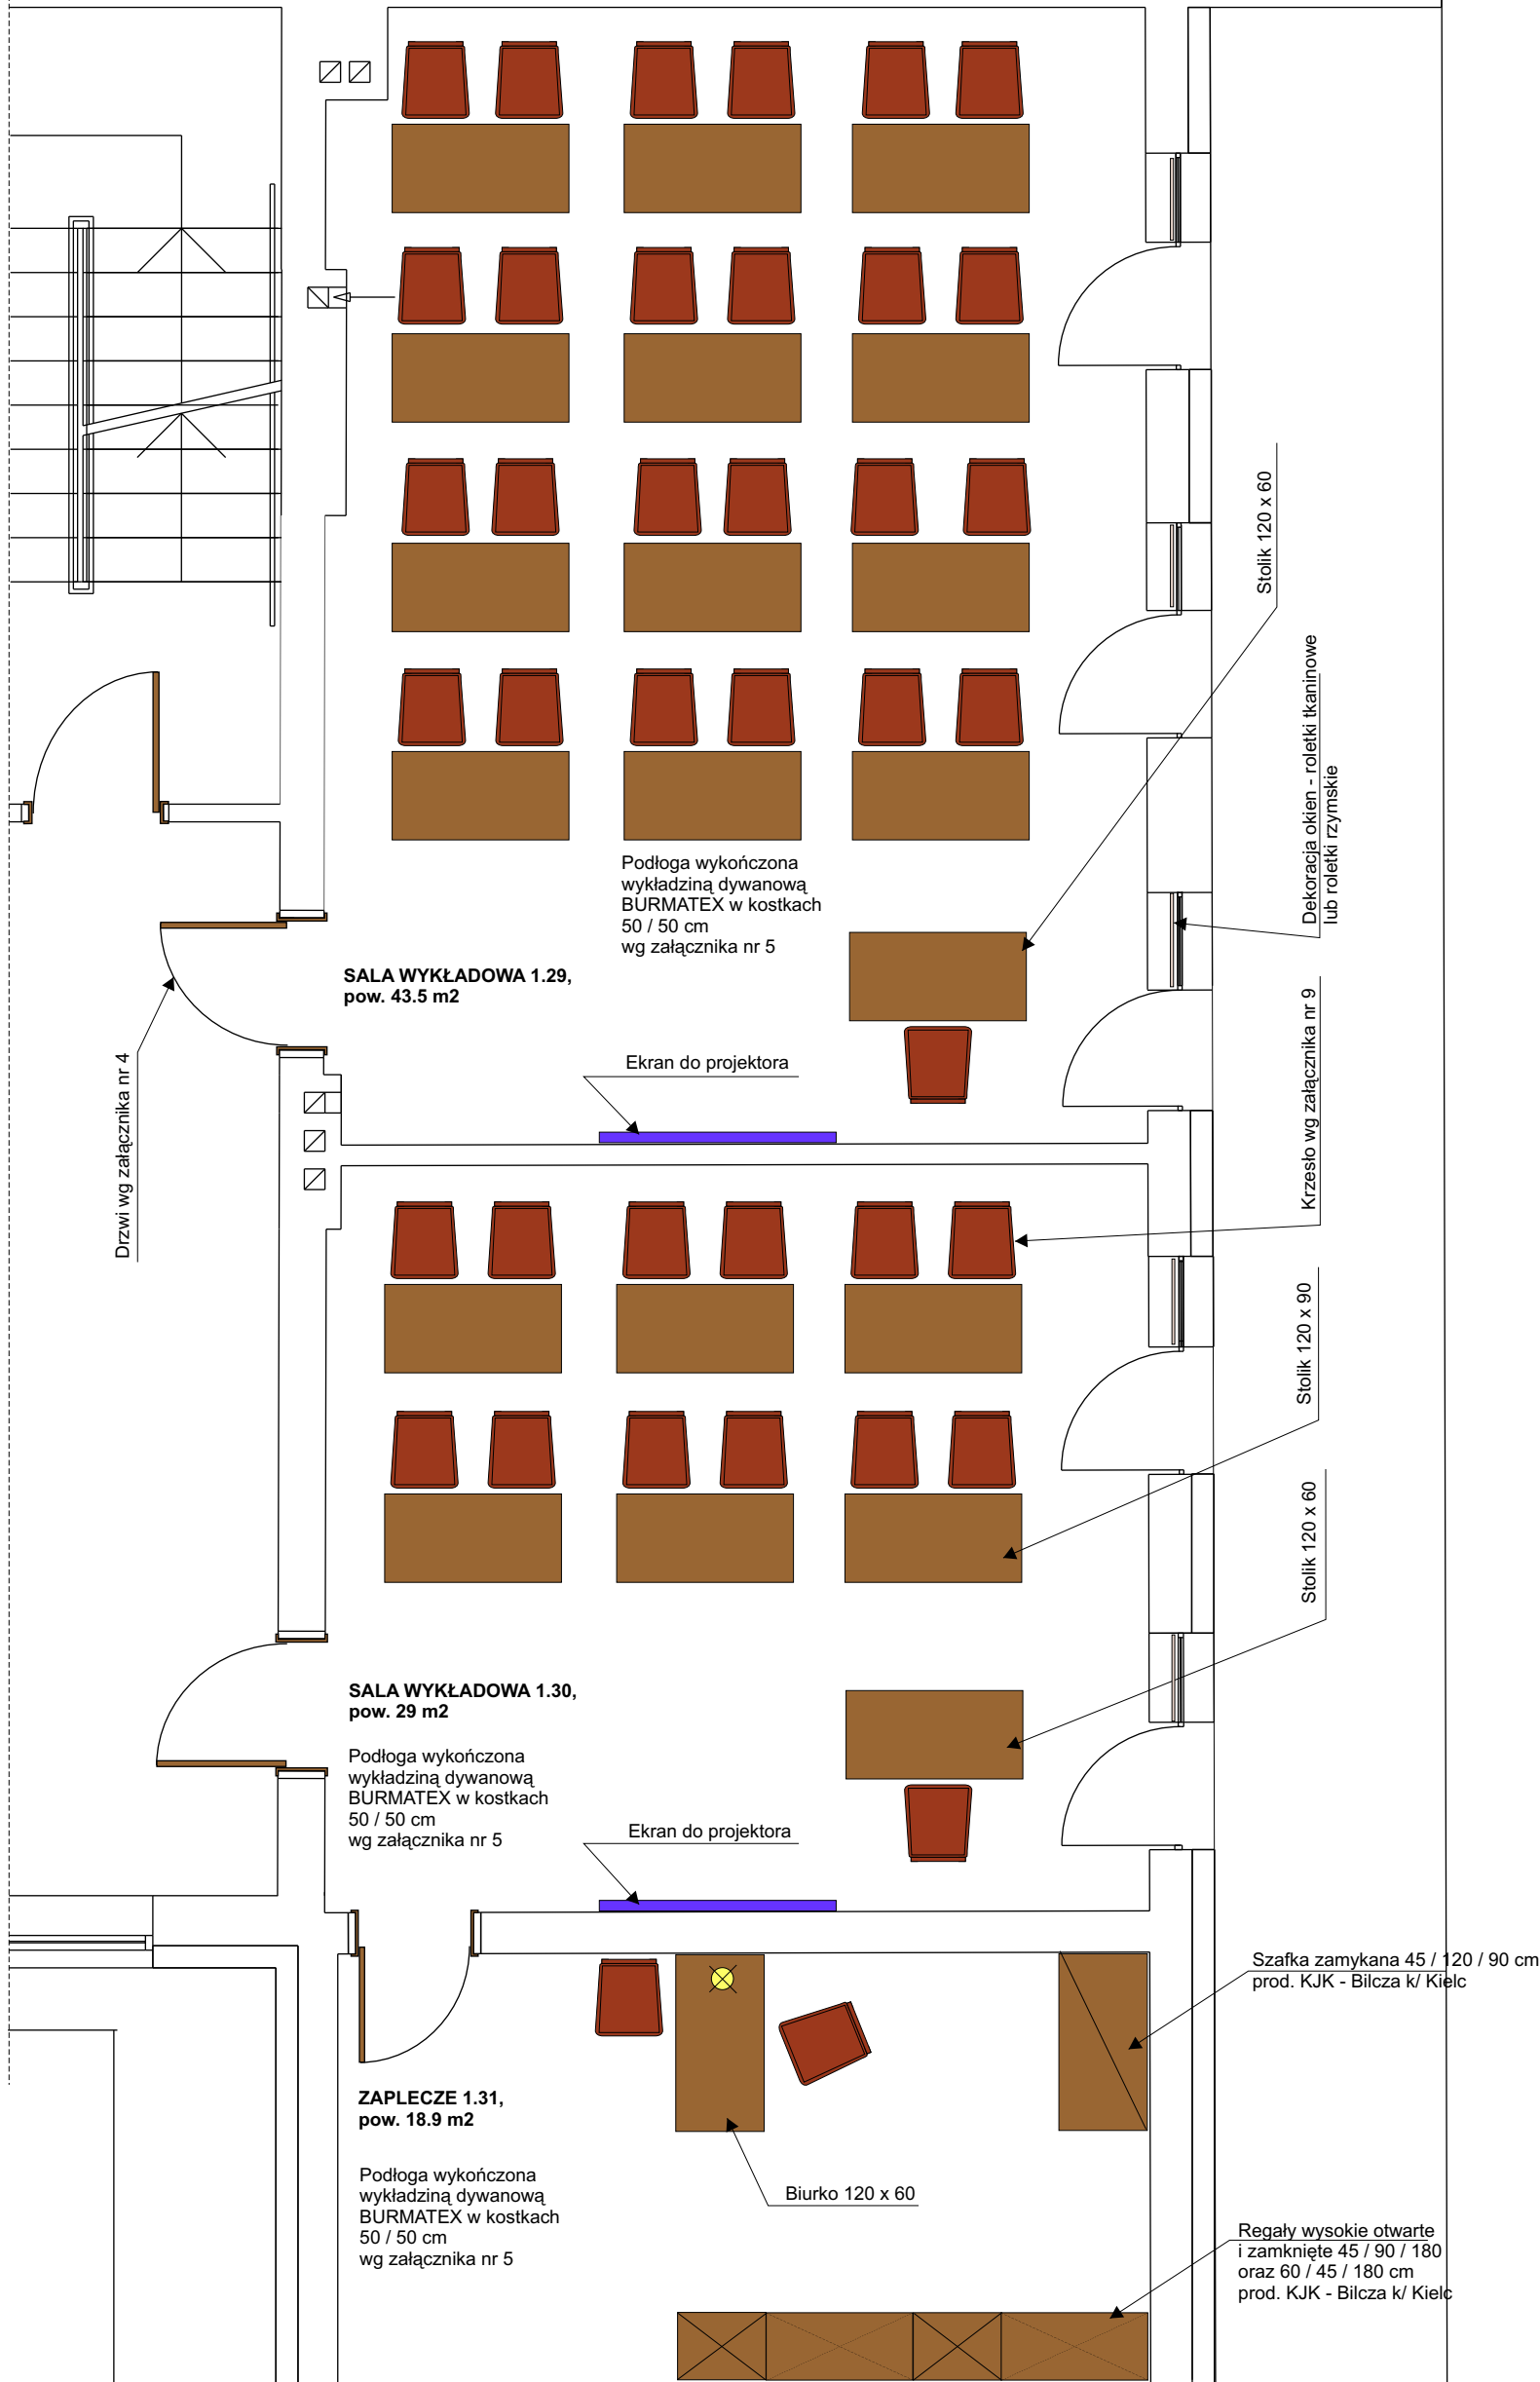 Stolik 120 x 60
Dekoracja okien - roletki tkaninowe
lub roletki rzymskie
Podłoga wykończona
wykładziną dywanową
BURMATEX w kostkach
50 / 50 cm
wg załącznika nr 5
SALA WYKŁADOWA 1.29,
pow. 43.5 m2
Drzwi wg załącznika nr 4
Ekran do projektora
Krzesło wg załącznika nr 9
Stolik 120 x 90
Stolik 120 x 60
SALA WYKŁADOWA 1.30,
pow. 29 m2
Podłoga wykończona
wykładziną dywanową
BURMATEX w kostkach
50 / 50 cm
wg załącznika nr 5
Ekran do projektora
Szafka zamykana 45 / 120 / 90 cm
prod. KJK - Bilcza k/ Kielc
ZAPLECZE 1.31,
pow. 18.9 m2
Podłoga wykończona
wykładziną dywanową
BURMATEX w kostkach
50 / 50 cm
wg załącznika nr 5
Biurko 120 x 60
Regały wysokie otwarte
i zamknięte 45 / 90 / 180
oraz 60 / 45 / 180 cm
prod. KJK - Bilcza k/ Kielc